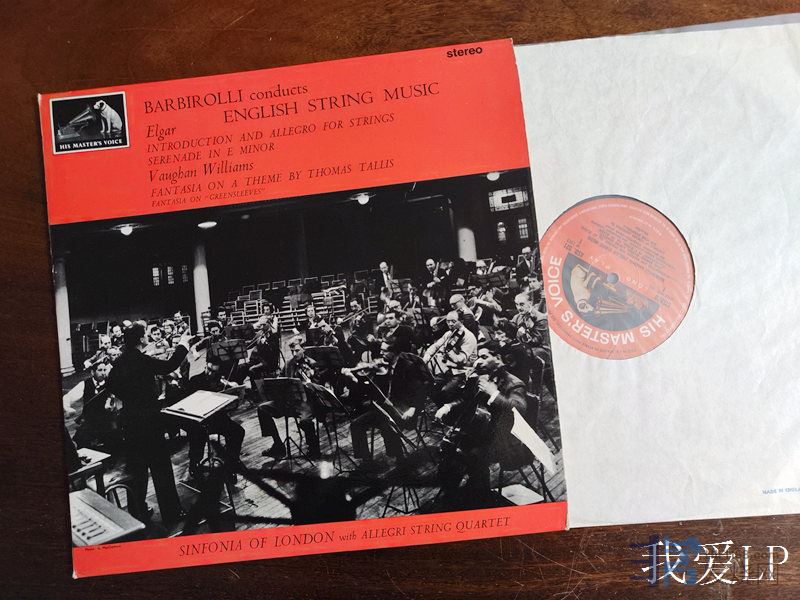 stereo
HIS MASTER'S VOICE
BARBIROLLI conducts
ENGLISH STRING MUSIC
Elgar
INTRODUCTION AND ALLEGRO FOR STRINGS
SERENADE IN E MINOR
Vaughan Williams
FANTASIA ON A THEME BY THOMAS TALLIS
FANTASIA ON "GREENSLEEVES"
SINFONIA OF LONDON with ALLEGRI STRING QUARTET
HIS MASTER'S VOICE
MADE IN ENGLAND
我爱LP